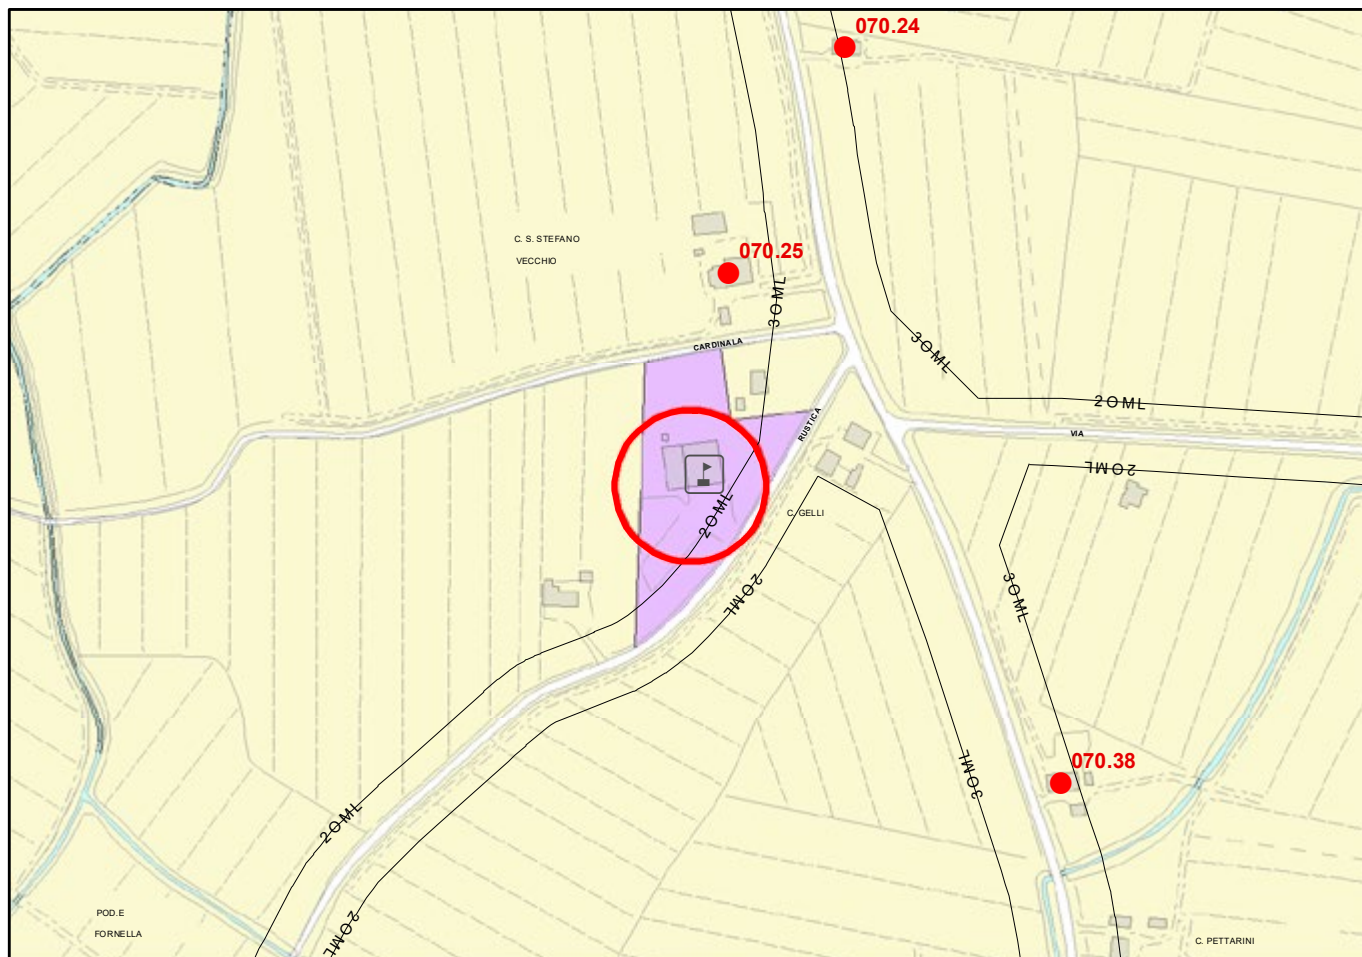 070.24
C. S. STEFANO
VECCHIO
070.25
30ML
CARDINALA
30ML
20ML
VIA
RUSTICA
20ML
20ML
C. GELLI
20ML
30ML
30ML
070.38
20ML
POD.E
FORNELLA
20ML
C. PETTARINI